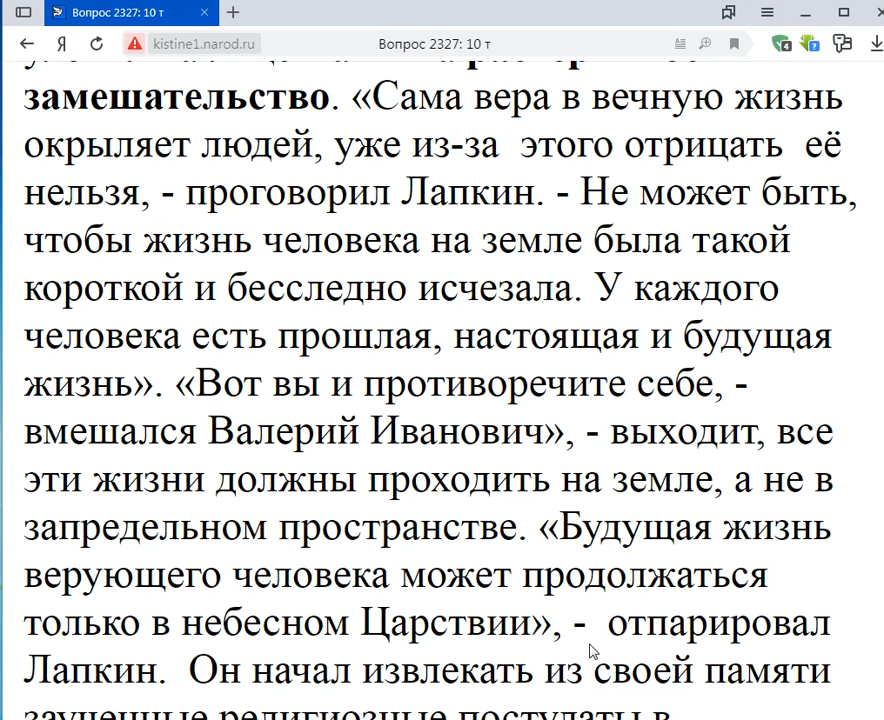 Вопрос 2327: 10 т
kistine1.narod.ru
Вопрос 2327: 10 т
замешательство. «Сама вера в вечную жизнь
окрыляет людей, уже из-за этого отрицать её
нельзя, - проговорил Лапкин. - Не может быть,
чтобы жизнь человека на земле была такой
короткой и бесследно исчезала. У каждого
человека есть прошлая, настоящая и будущая
жизнь». «Вот вы и противоречите себе, -
вмешался Валерий Иванович», - выходит, все
эти жизни должны проходить на земле, а не в
запредельном пространстве. «Будущая жизнь
верующего человека может продолжаться
только в небесном Царствии», - отпарировал
Лапкин. Он начал извлекать из своей памяти
заученные религиозные постулаты в